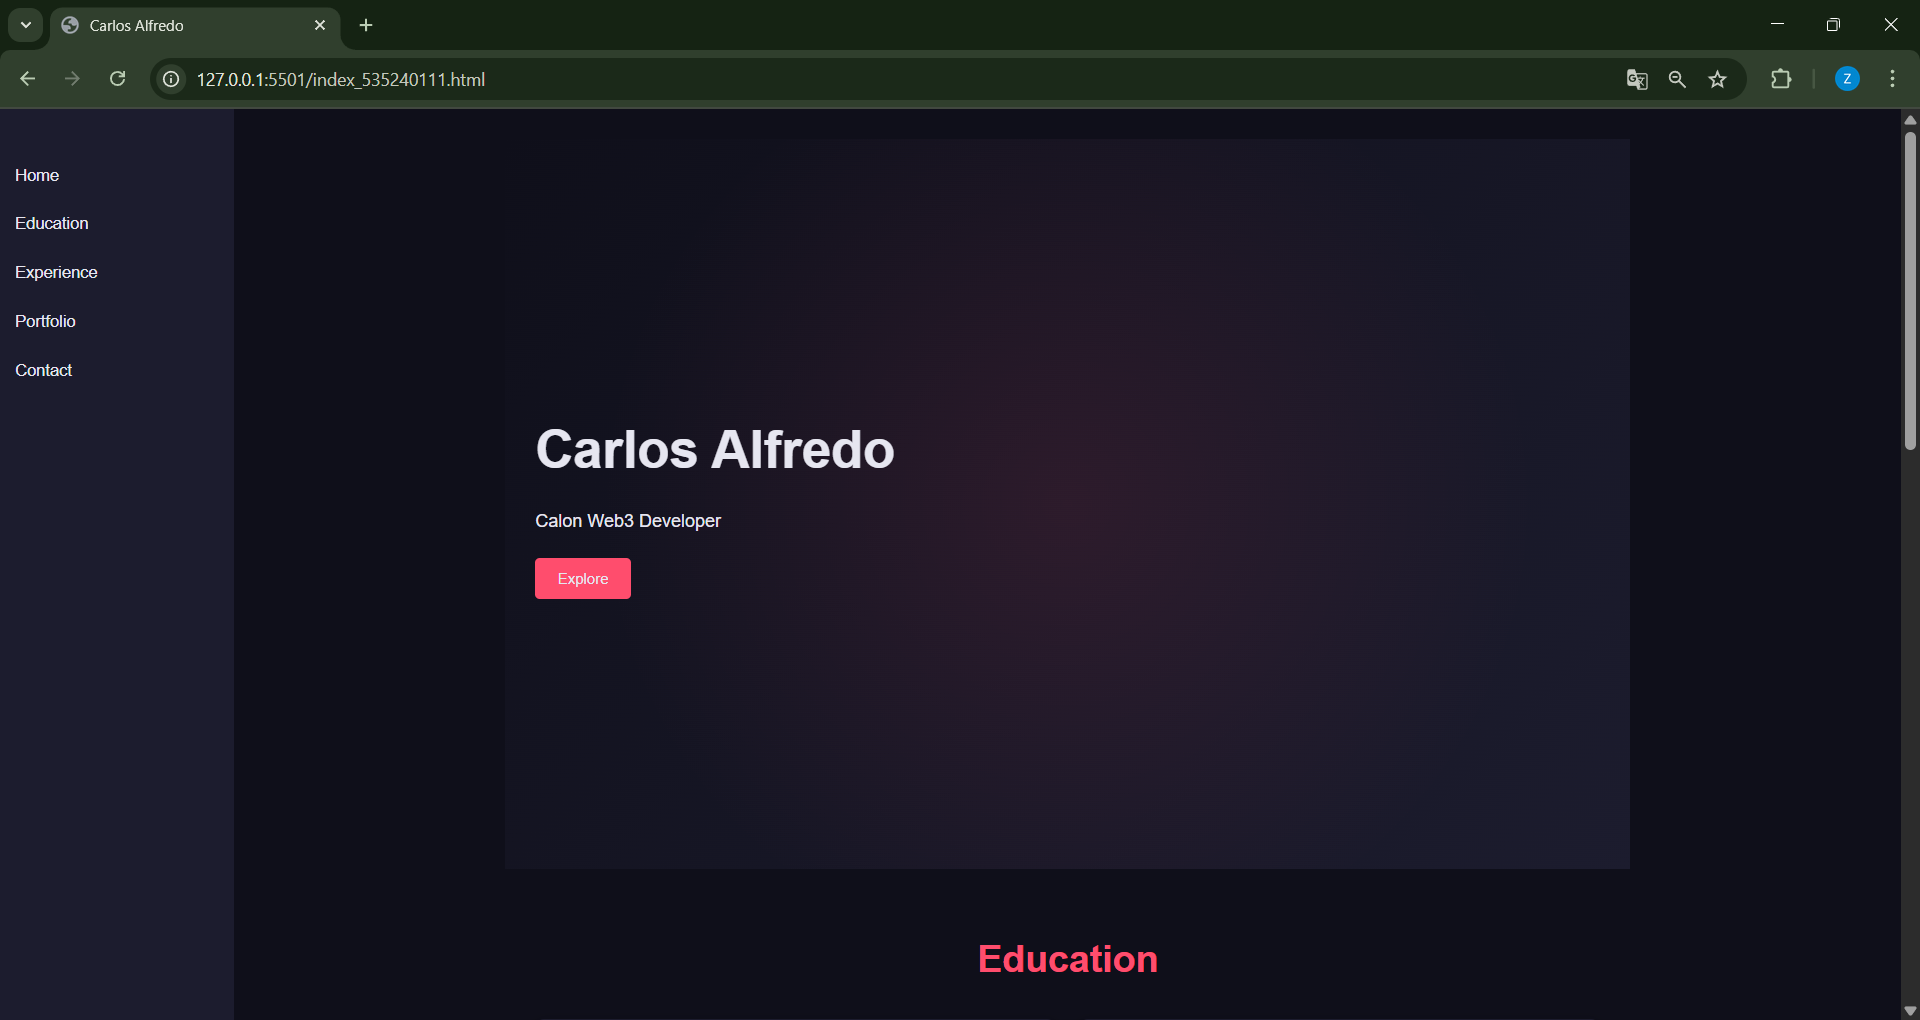 Carlos Alfredo
127.0.0.1:5501/index_535240111.html
Z
Home
Education
Experience
Portfolio
Contact
Carlos Alfredo
Calon Web3 Developer
Explore
Education